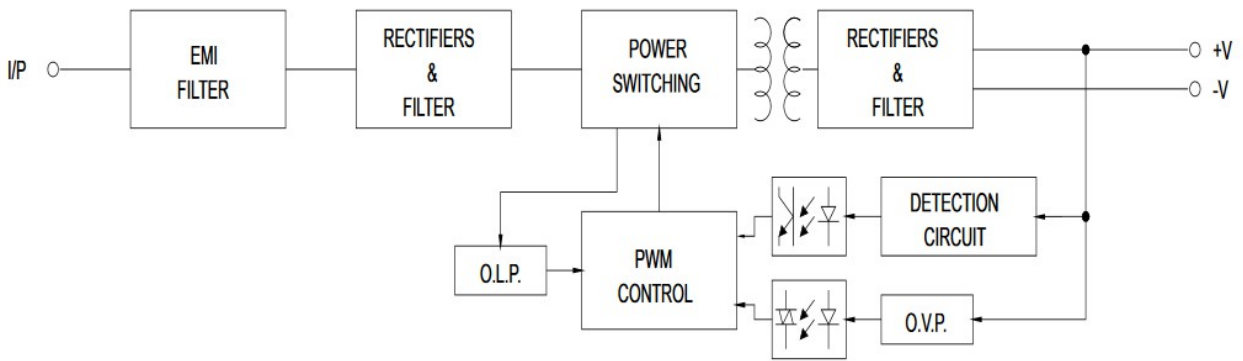 I/P
EMI
FILTER
RECTIFIERS
&
FILTER
POWER
SWITCHING
RECTIFIERS
&
FILTER
+V
-V
O.L.P.
PWM
CONTROL
DETECTION
CIRCUIT
O.V.P.